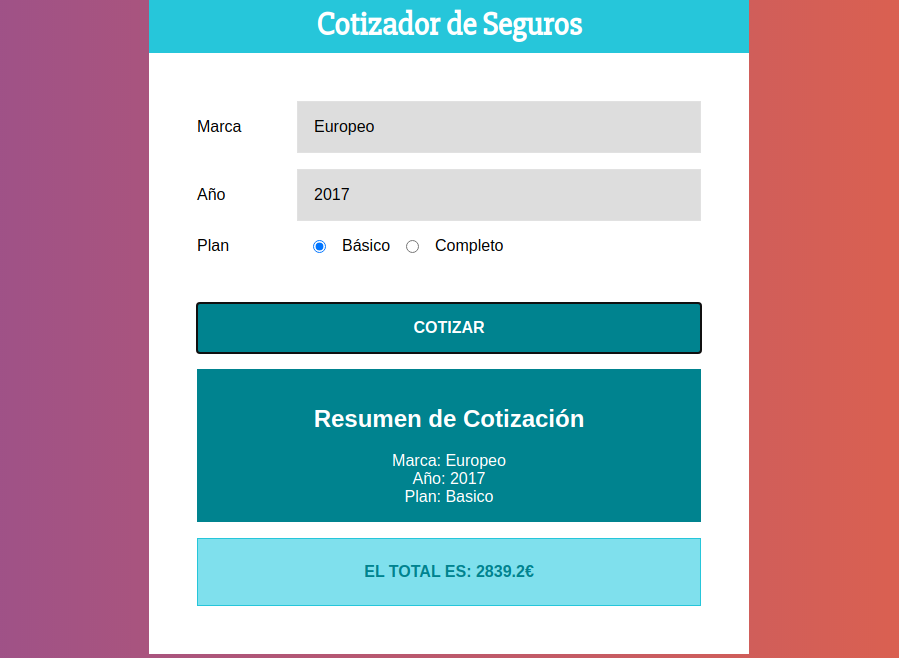 Cotizador de Seguros
Marca Europeo
Año 2017
Plan Básico Completo
COTIZAR
Resumen de Cotización
Marca: Europeo
Año: 2017
Plan: Basico
EL TOTAL ES: 2839.2€